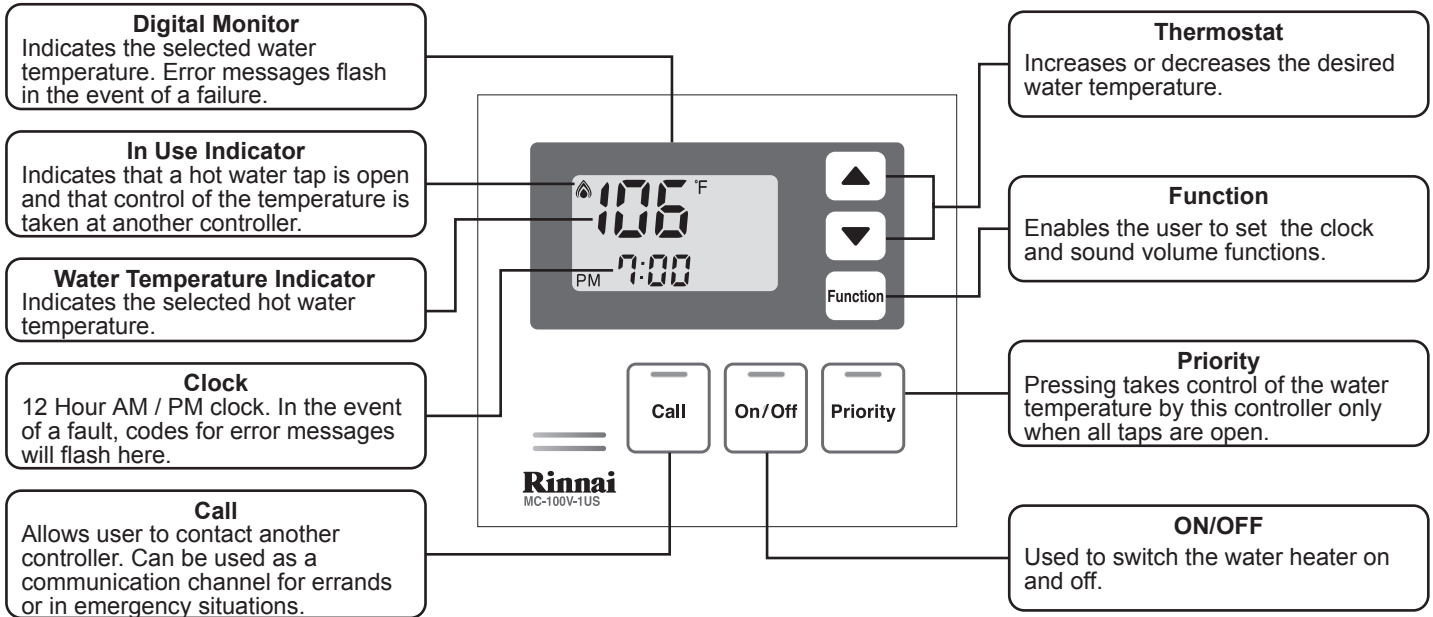 Digital Monitor
Indicates the selected water
temperature. Error messages flash
in the event of a failure.
In Use Indicator
Indicates that a hot water tap is open
and that control of the temperature is
taken at another controller.
Water Temperature Indicator
Indicates the selected hot water
temperature.
Clock
12 Hour AM / PM clock. In the event
of a fault, codes for error messages
will flash here.
Call
Allows user to contact another
controller. Can be used as a
communication channel for errands
or in emergency situations.
106 °F
PM 7:00
Function
Call
On/Off
Priority
Rinnai
MC-100V-1US
Thermostat
Increases or decreases the desired
water temperature.
Function
Enables the user to set the clock
and sound volume functions.
Priority
Pressing takes control of the water
temperature by this controller only
when all taps are open.
ON/OFF
Used to switch the water heater on
and off.